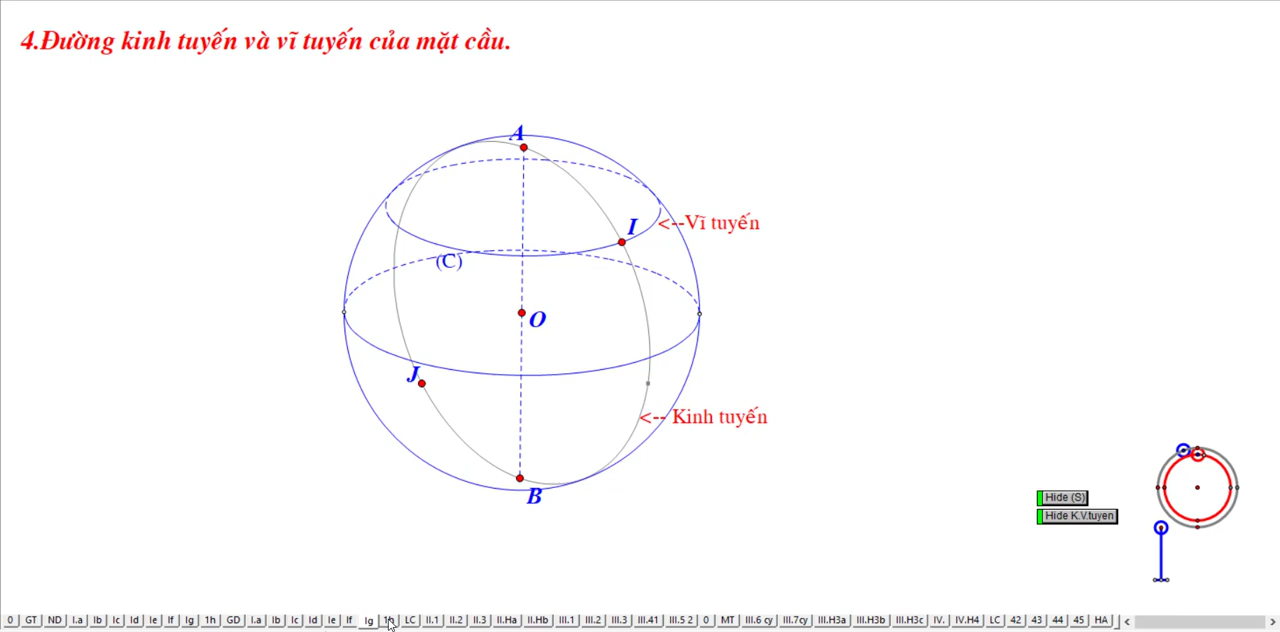 4.Đường kinh tuyến và vĩ tuyến của mặt cầu.
A
I
<--Vĩ tuyến
(C)
O
J
<-- Kinh tuyến
B
Hide (S)
Hide K.V.tuyen
0 GT ND I.a Ib Ic Id Ie If Ig 1h GD I.a Ib Ic Id Ie If Ig 1h LC II.1 II.2 II.3 II.Ha II.Hb III.1 III.2 III.3 III.41 III.5 2 0 MT III.6 cy III.7cy III.H3a III.H3b III.H3c IV. IV.H4 LC 42 43 44 45 HA